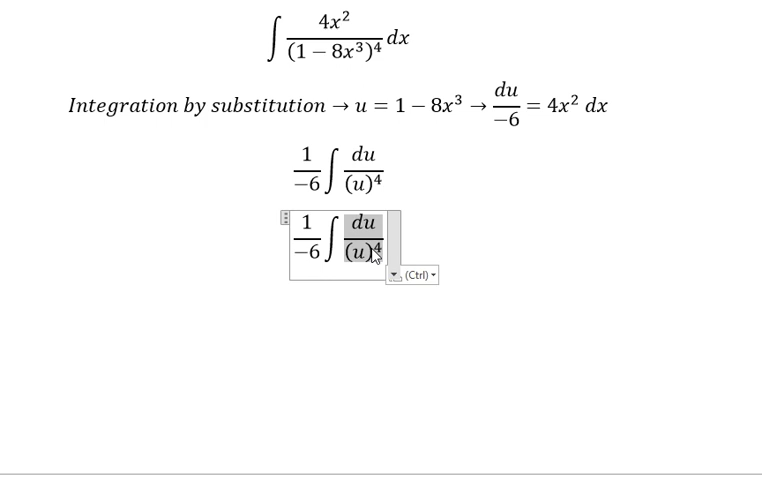 ∫ 4x² / (1 − 8x³)⁴ dx
Integration by substitution → u = 1 − 8x³ → du / −6 = 4x² dx
1 / −6 ∫ du / (u)⁴
1 / −6 ∫ du / (u)⁴
(Ctrl)